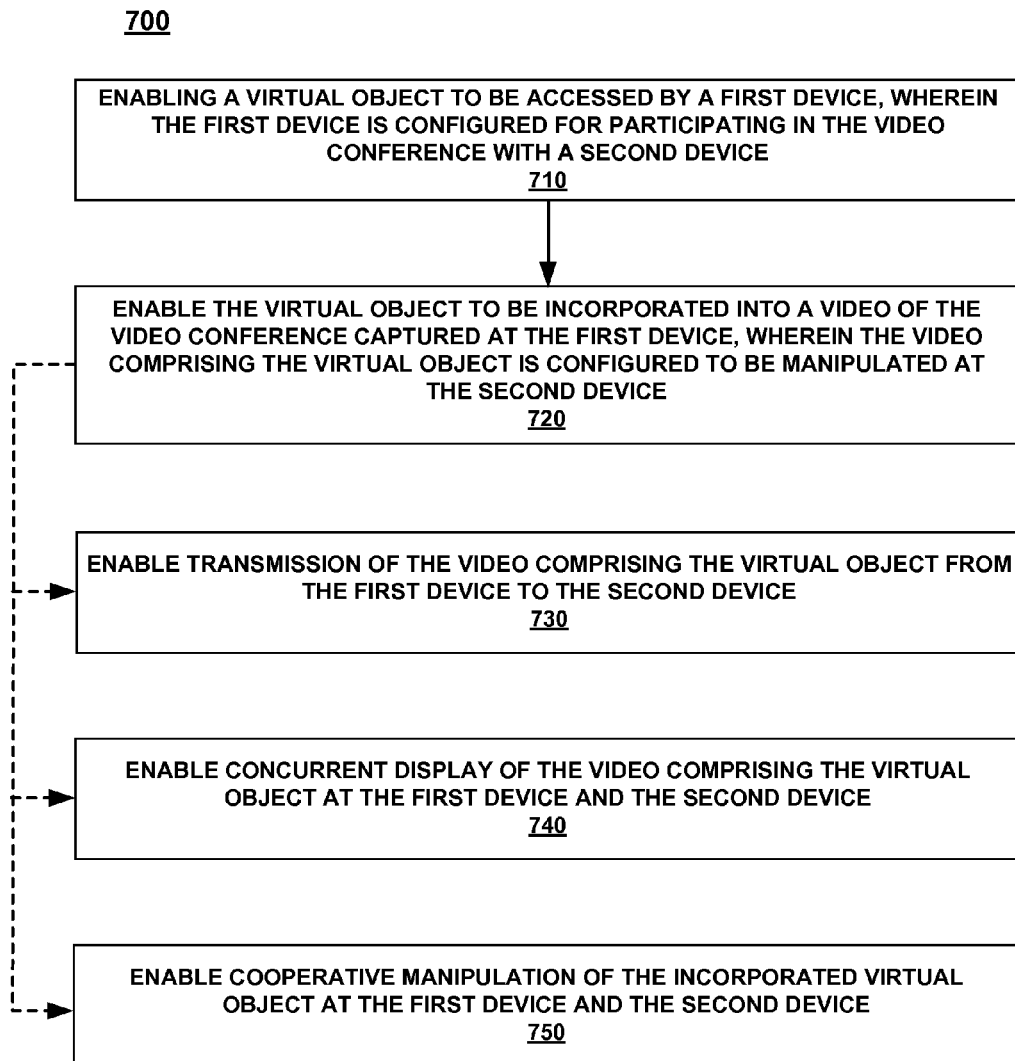 700
ENABLING A VIRTUAL OBJECT TO BE ACCESSED BY A FIRST DEVICE, WHEREIN
THE FIRST DEVICE IS CONFIGURED FOR PARTICIPATING IN THE VIDEO
CONFERENCE WITH A SECOND DEVICE
710
ENABLE THE VIRTUAL OBJECT TO BE INCORPORATED INTO A VIDEO OF THE
VIDEO CONFERENCE CAPTURED AT THE FIRST DEVICE, WHEREIN THE VIDEO
COMPRISING THE VIRTUAL OBJECT IS CONFIGURED TO BE MANIPULATED AT
THE SECOND DEVICE
720
ENABLE TRANSMISSION OF THE VIDEO COMPRISING THE VIRTUAL OBJECT FROM
THE FIRST DEVICE TO THE SECOND DEVICE
730
ENABLE CONCURRENT DISPLAY OF THE VIDEO COMPRISING THE VIRTUAL
OBJECT AT THE FIRST DEVICE AND THE SECOND DEVICE
740
ENABLE COOPERATIVE MANIPULATION OF THE INCORPORATED VIRTUAL
OBJECT AT THE FIRST DEVICE AND THE SECOND DEVICE
750